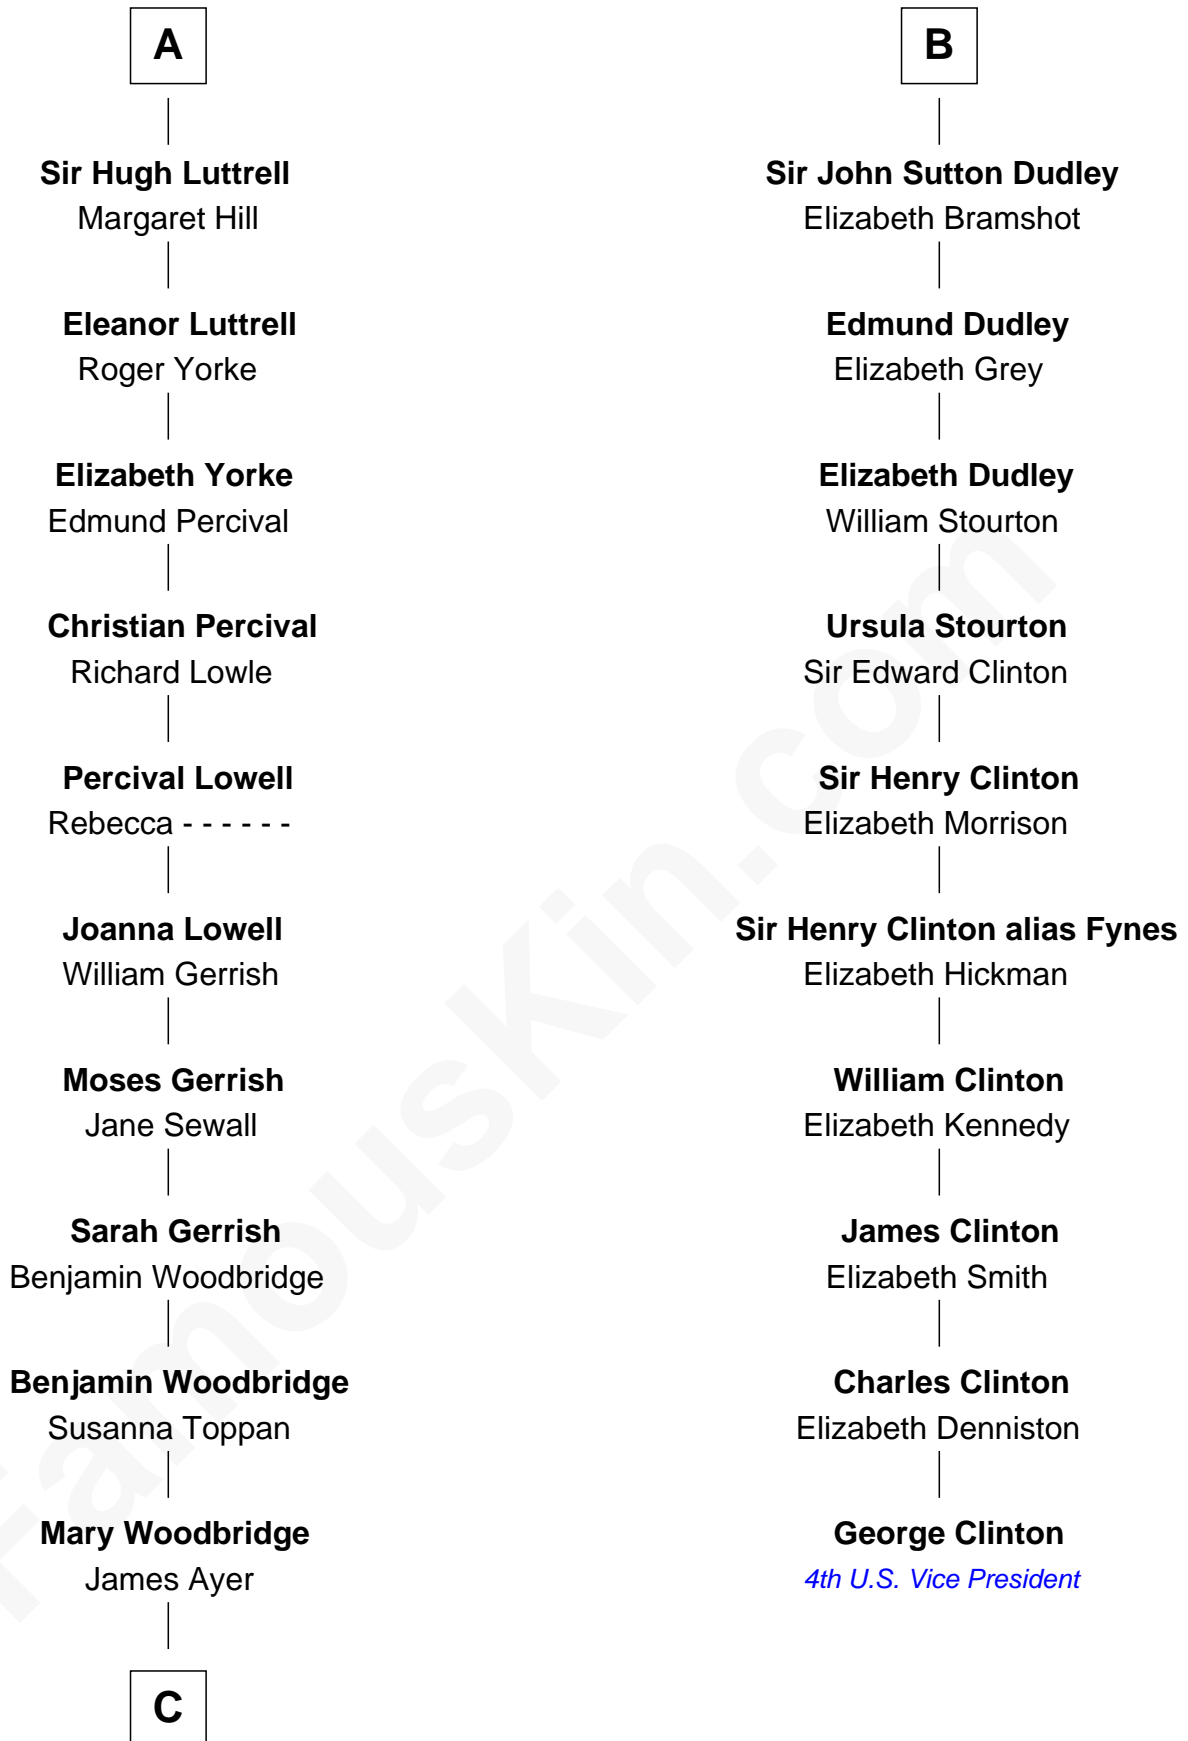 A
Sir Hugh Luttrell
Margaret Hill
Eleanor Luttrell
Roger Yorke
Elizabeth Yorke
Edmund Percival
Christian Percival
Richard Lowle
Percival Lowell
Rebecca - - - - - -
Joanna Lowell
William Gerrish
Moses Gerrish
Jane Sewall
Sarah Gerrish
Benjamin Woodbridge
Benjamin Woodbridge
Susanna Toppan
Mary Woodbridge
James Ayer
C
B
Sir John Sutton Dudley
Elizabeth Bramshot
Edmund Dudley
Elizabeth Grey
Elizabeth Dudley
William Stourton
Ursula Stourton
Sir Edward Clinton
Sir Henry Clinton
Elizabeth Morrison
Sir Henry Clinton alias Fynes
Elizabeth Hickman
William Clinton
Elizabeth Kennedy
James Clinton
Elizabeth Smith
Charles Clinton
Elizabeth Denniston
George Clinton
4th U.S. Vice President
FamousKin.com